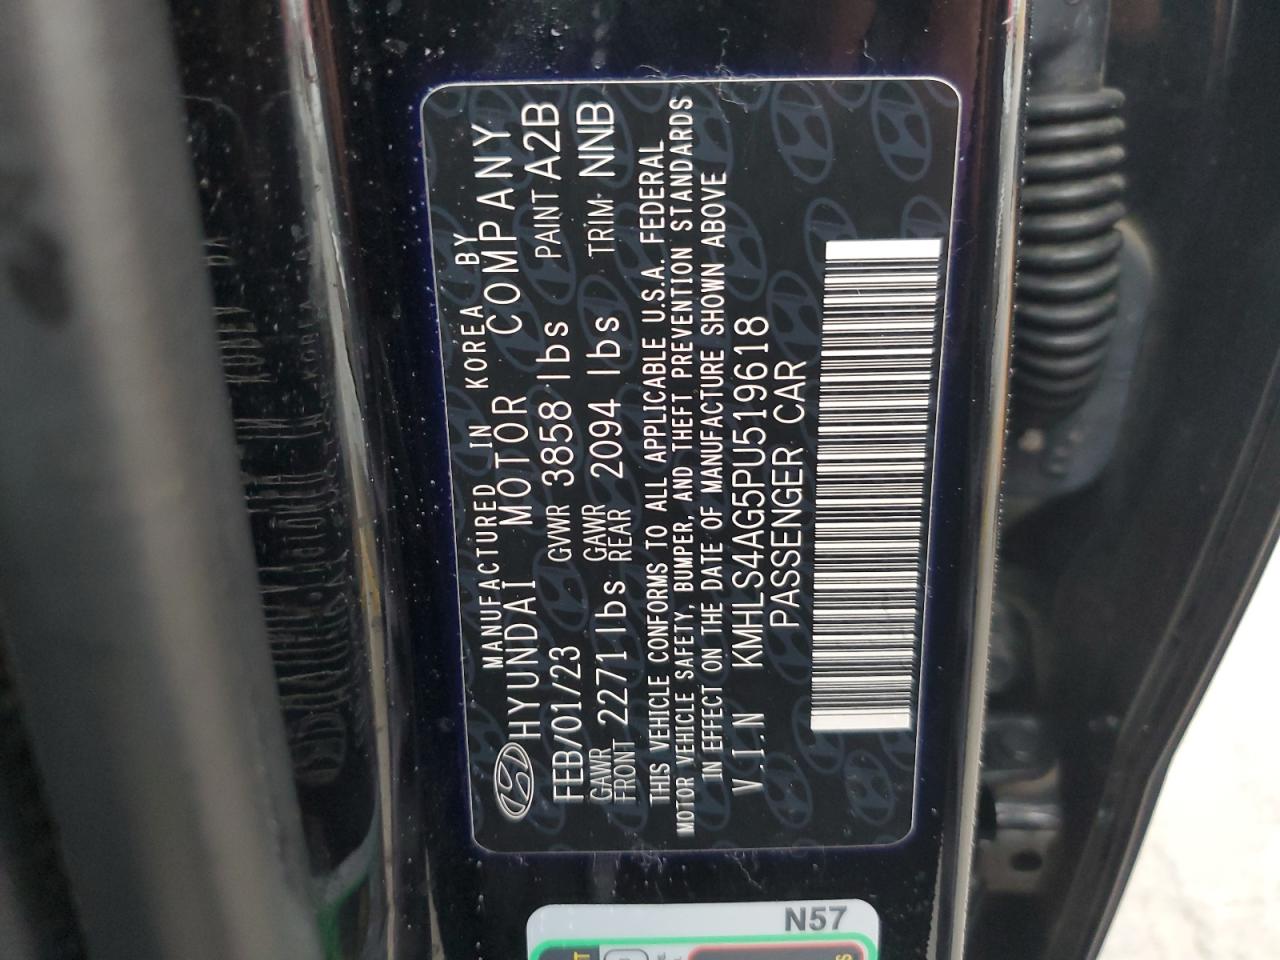 MANUFACTURED IN KOREA BY
HYUNDAI MOTOR COMPANY
FEB/01/23 GVWR 3858 lbs PAINT A2B
GAWR FRONT 2271 lbs GAWR REAR 2094 lbs TRIM NNB
THIS VEHICLE CONFORMS TO ALL APPLICABLE U.S.A. FEDERAL
MOTOR VEHICLE SAFETY, BUMPER, AND THEFT PREVENTION STANDARDS
IN EFFECT ON THE DATE OF MANUFACTURE SHOWN ABOVE
V.I.N KMHLS4AG5PU519618
PASSENGER CAR
N57